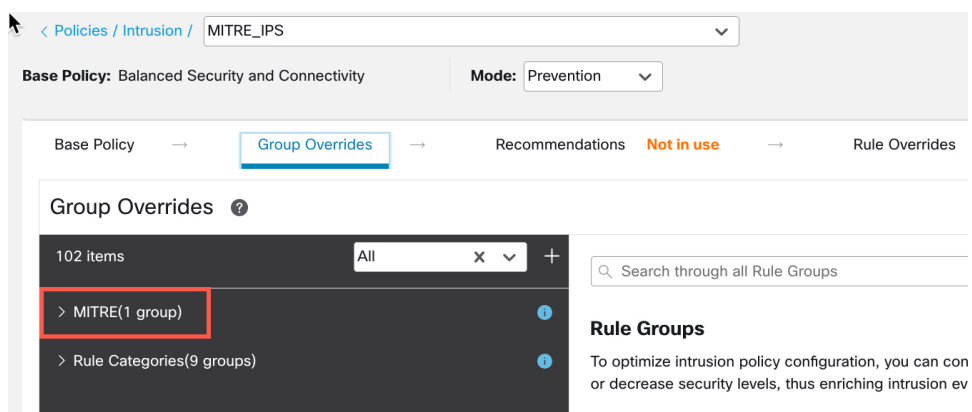 < Policies / Intrusion / MITRE_IPS
Base Policy: Balanced Security and Connectivity Mode: Prevention
Base Policy → Group Overrides → Recommendations Not in use → Rule Overrides
Group Overrides ?
102 items All X +
Search through all Rule Groups
> MITRE(1 group) i
Rule Groups
> Rule Categories(9 groups) i
To optimize intrusion policy configuration, you can con
or decrease security levels, thus enriching intrusion ev